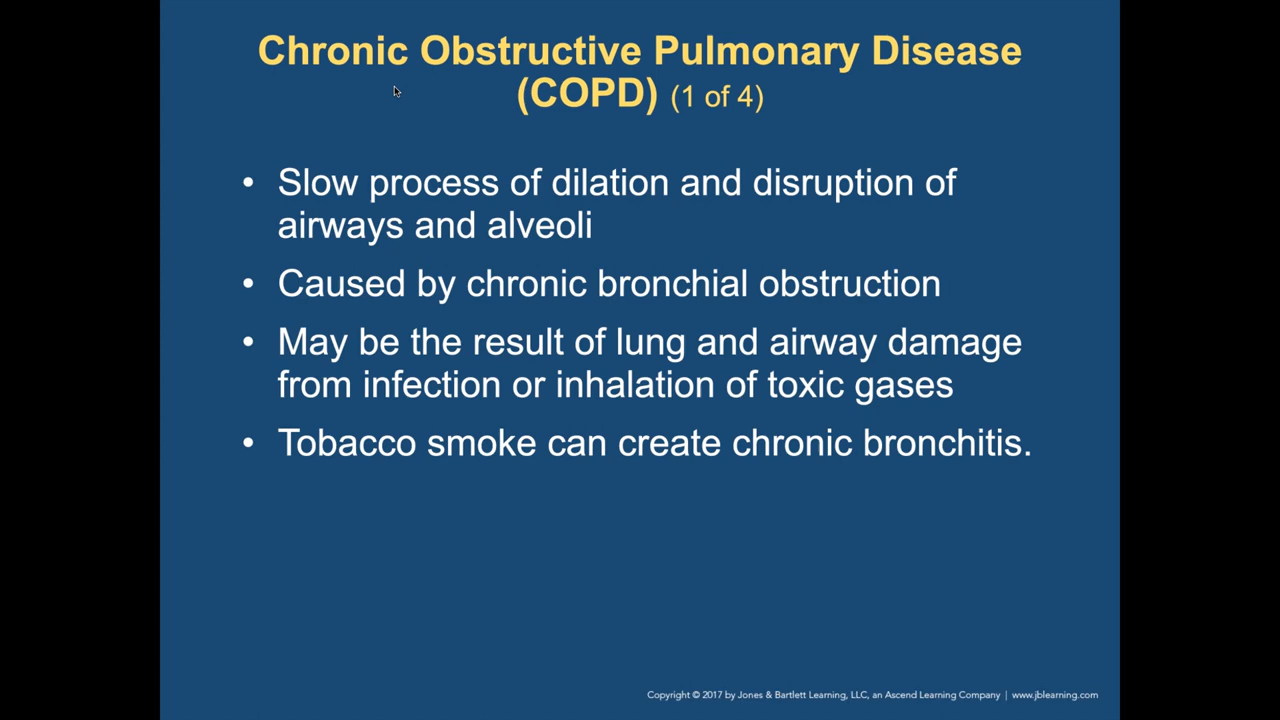 Chronic Obstructive Pulmonary Disease
(COPD) (1 of 4)
• Slow process of dilation and disruption of
airways and alveoli
• Caused by chronic bronchial obstruction
• May be the result of lung and airway damage
from infection or inhalation of toxic gases
• Tobacco smoke can create chronic bronchitis.
Copyright © 2017 by Jones & Bartlett Learning, LLC, an Ascend Learning Company | www.jblearning.com